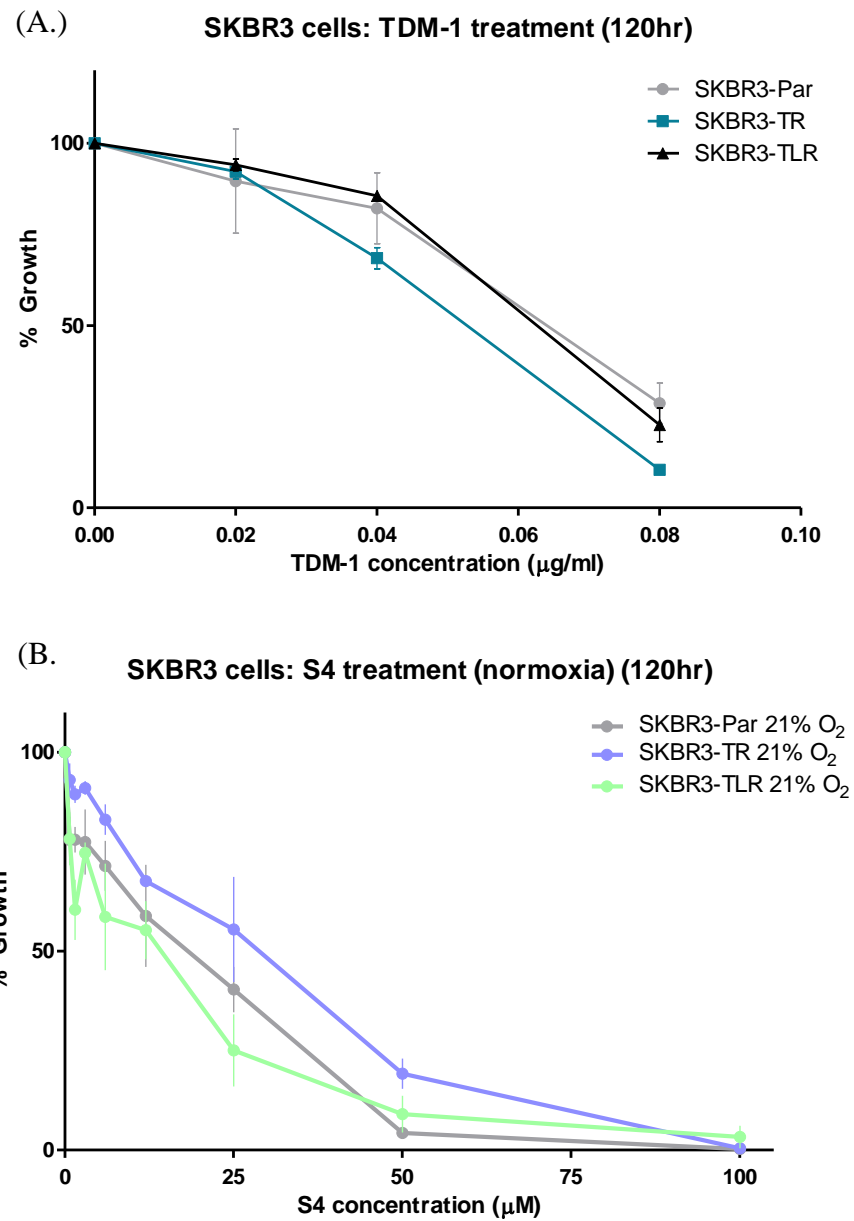 (A.)
SKBR3 cells: TDM-1 treatment (120hr)
SKBR3-Par
SKBR3-TR
SKBR3-TLR
100
50
0
% Growth
0.00 0.02 0.04 0.06 0.08 0.10
TDM-1 concentration (μg/ml)
(B.
SKBR3 cells: S4 treatment (normoxia) (120hr)
SKBR3-Par 21% O₂
SKBR3-TR 21% O₂
SKBR3-TLR 21% O₂
100
50
0
% Growth
0 25 50 75 100
S4 concentration (μM)